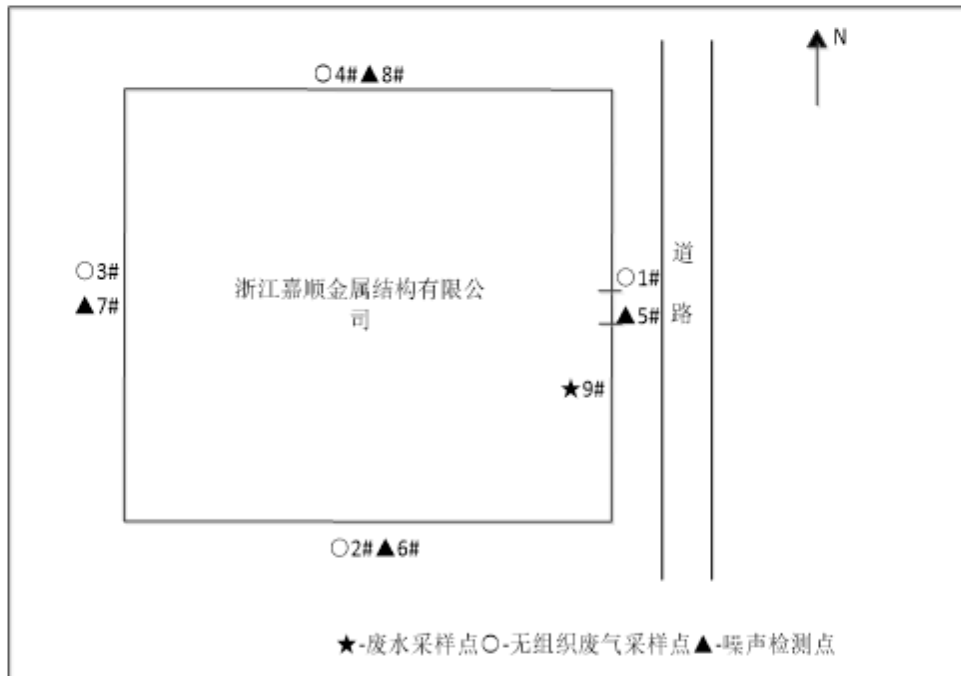 N
○4#▲8#
○3#
▲7#
浙江嘉顺金属结构有限公
司
○1#
▲5#
道
路
★9#
○2#▲6#
★-废水采样点○-无组织废气采样点▲-噪声检测点